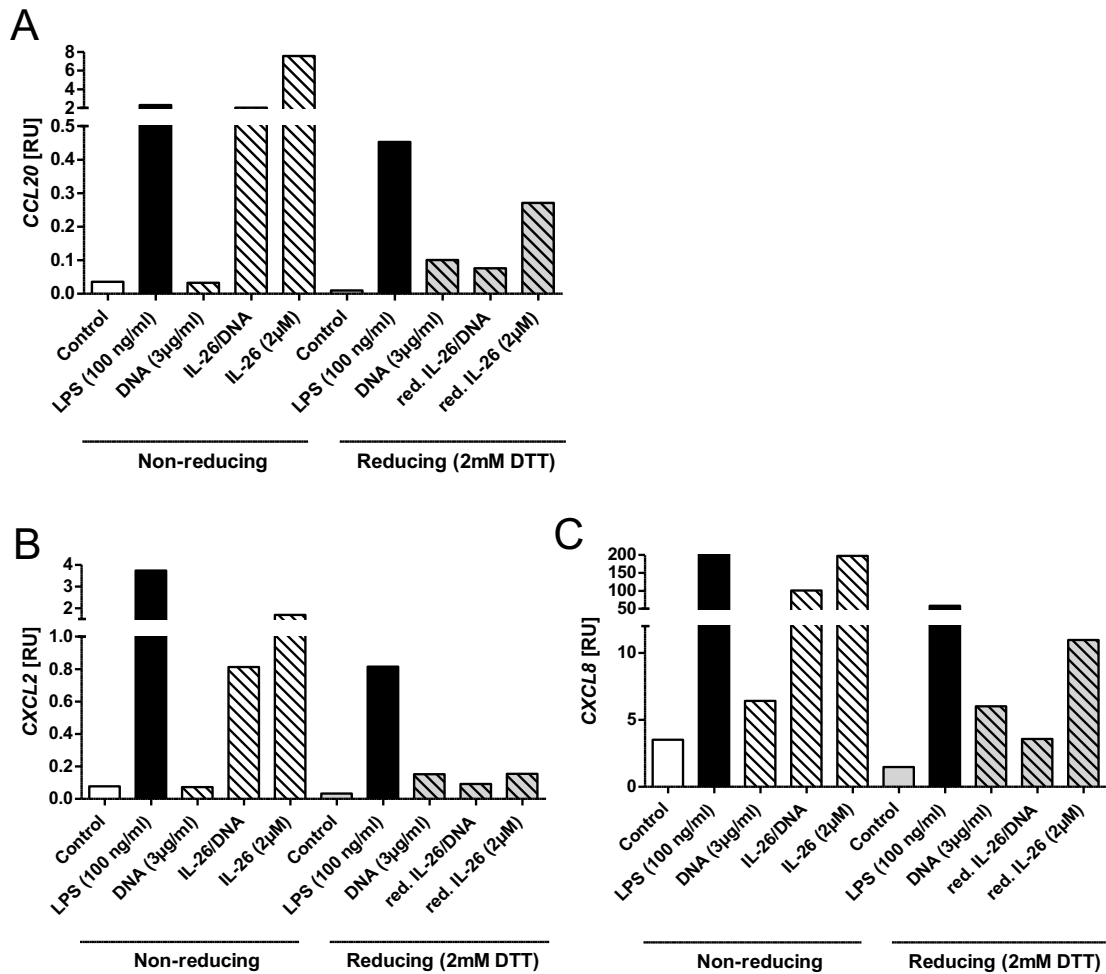 A
CCL20 [RU]
8
6
4
2
0.5
0.4
0.3
0.2
0.1
0.0
Control
LPS (100 ng/ml)
DNA (3µg/ml)
IL-26/DNA
IL-26 (2µM)
Control
LPS (100 ng/ml)
DNA (3µg/ml)
red. IL-26/DNA
red. IL-26 (2µM)
Non-reducing
Reducing (2mM DTT)
B
CXCL2 [RU]
4
3
2
1.0
0.8
0.6
0.4
0.2
0.0
Control
LPS (100 ng/ml)
DNA (3µg/ml)
IL-26/DNA
IL-26 (2µM)
Control
LPS (100 ng/ml)
DNA (3µg/ml)
red. IL-26/DNA
red. IL-26 (2µM)
Non-reducing
Reducing (2mM DTT)
C
CXCL8 [RU]
200
150
100
50
10
5
0
Control
LPS (100 ng/ml)
DNA (3µg/ml)
IL-26/DNA
IL-26 (2µM)
Control
LPS (100 ng/ml)
DNA (3µg/ml)
red. IL-26/DNA
red. IL-26 (2µM)
Non-reducing
Reducing (2mM DTT)